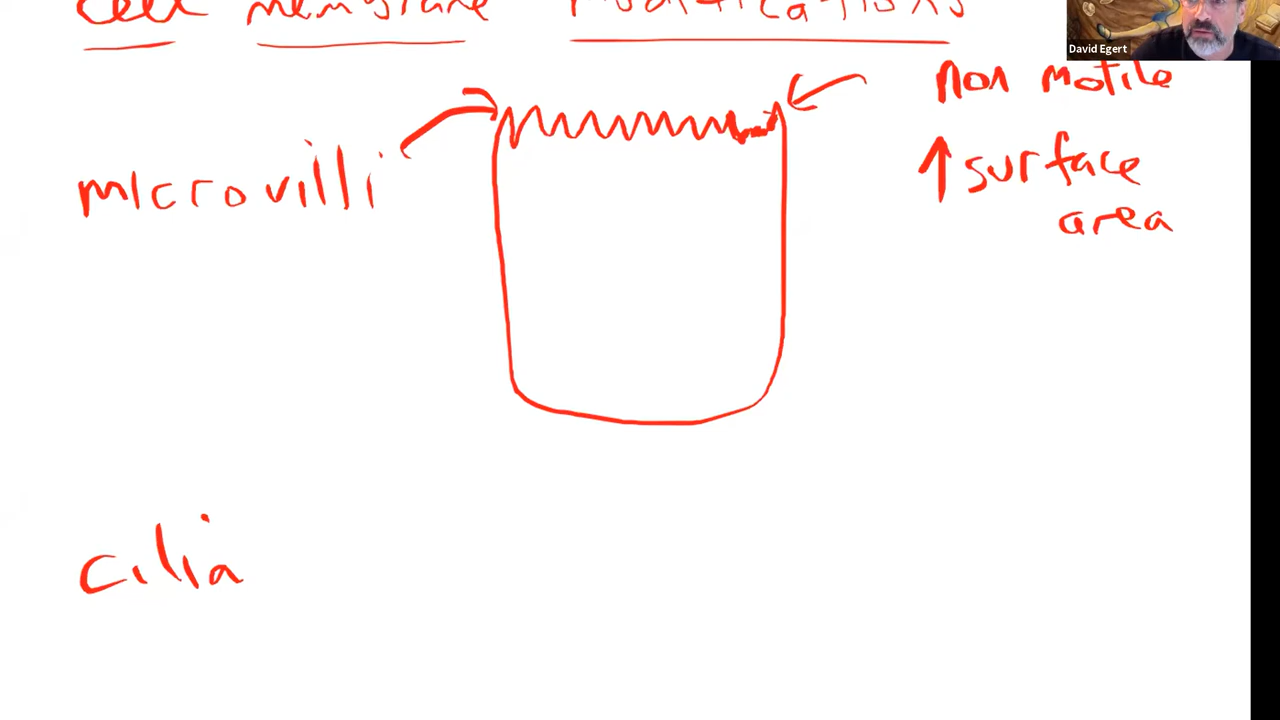 cell membrane modifications
David Egert
non motile
microvilli
↑ surface
area
cilia